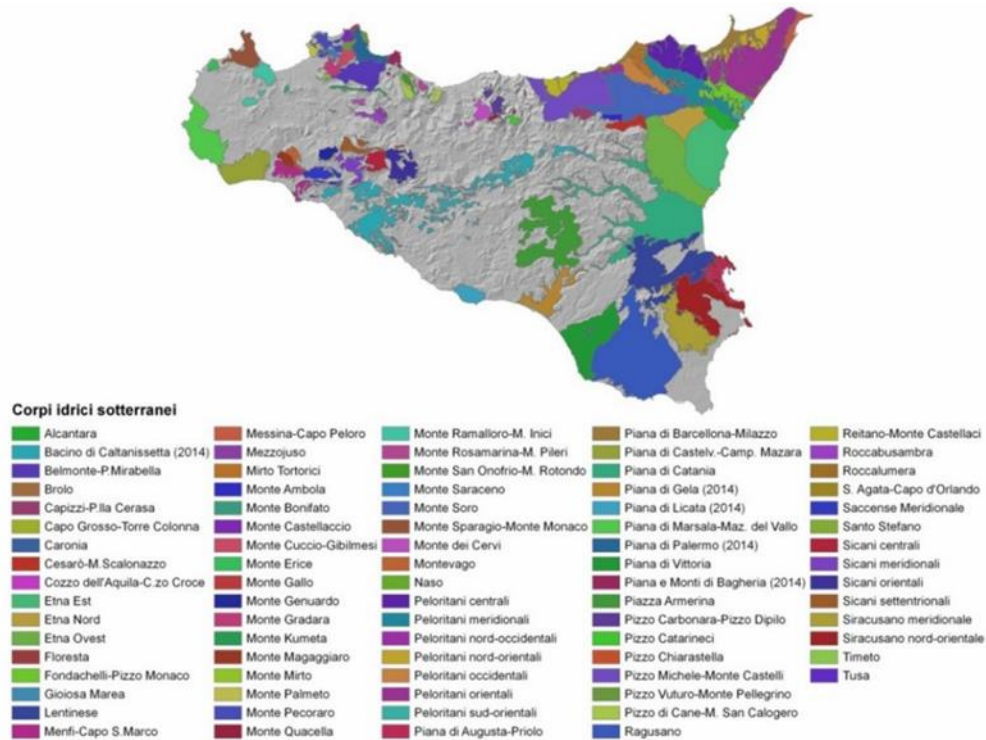 Corpi idrici sotterranei
Alcantara
Bacino di Caltanissetta (2014)
Belmonte-P.Mirabella
Brolo
Capizzi-P.lla Cerasa
Capo Grosso-Torre Colonna
Caronia
Cesarò-M.Scalonazzo
Cozzo dell'Aquila-C.zo Croce
Etna Est
Etna Nord
Etna Ovest
Floresta
Fondachelli-Pizzo Monaco
Gioiosa Marea
Lentinese
Menfi-Capo S.Marco
Messina-Capo Peloro
Mezzojuso
Mirto Tortorici
Monte Ambola
Monte Bonifato
Monte Castellaccio
Monte Cuccio-Gibilmesi
Monte Erice
Monte Gallo
Monte Genuardo
Monte Gradara
Monte Kumeta
Monte Magaggiaro
Monte Mirto
Monte Palmeto
Monte Pecoraro
Monte Quacella
Monte Ramalloro-M. Inici
Monte Rosamarina-M. Pileri
Monte San Onofrio-M. Rotondo
Monte Saraceno
Monte Soro
Monte Sparagio-Monte Monaco
Monte dei Cervi
Montevago
Naso
Peloritani centrali
Peloritani meridionali
Peloritani nord-occidentali
Peloritani nord-orientali
Peloritani occidentali
Peloritani orientali
Peloritani sud-orientali
Piana di Augusta-Priolo
Piana di Barcellona-Milazzo
Piana di Castelv.-Camp. Mazara
Piana di Catania
Piana di Gela (2014)
Piana di Licata (2014)
Piana di Marsala-Maz. del Vallo
Piana di Palermo (2014)
Piana di Vittoria
Piana e Monti di Bagheria (2014)
Piazza Armerina
Pizzo Carbonara-Pizzo Dipilo
Pizzo Catarineci
Pizzo Chiarastella
Pizzo Michele-Monte Castelli
Pizzo Vuturo-Monte Pellegrino
Pizzo di Cane-M. San Calogero
Ragusano
Reitano-Monte Castellaci
Roccabusambra
Roccalumera
S. Agata-Capo d'Orlando
Saccense Meridionale
Santo Stefano
Sicani centrali
Sicani meridionali
Sicani orientali
Sicani settentrionali
Siracusano meridionale
Siracusano nord-orientale
Timeto
Tusa